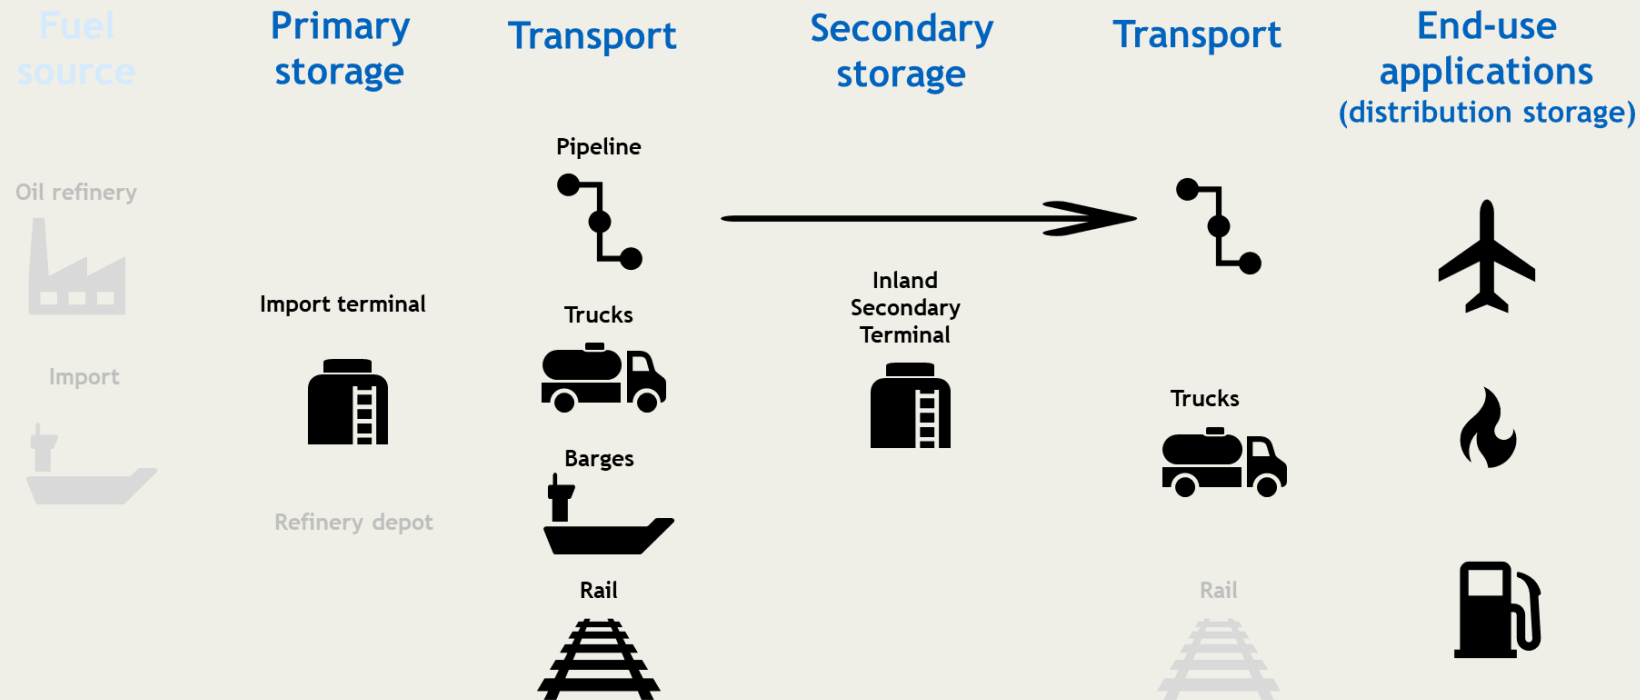 Fuel
source
Primary
storage
Transport
Secondary
storage
Transport
End-use
applications
(distribution storage)
Pipeline
Oil refinery
Import terminal
Trucks
Inland
Secondary
Terminal
Import
Trucks
Barges
Refinery depot
Rail
Rail